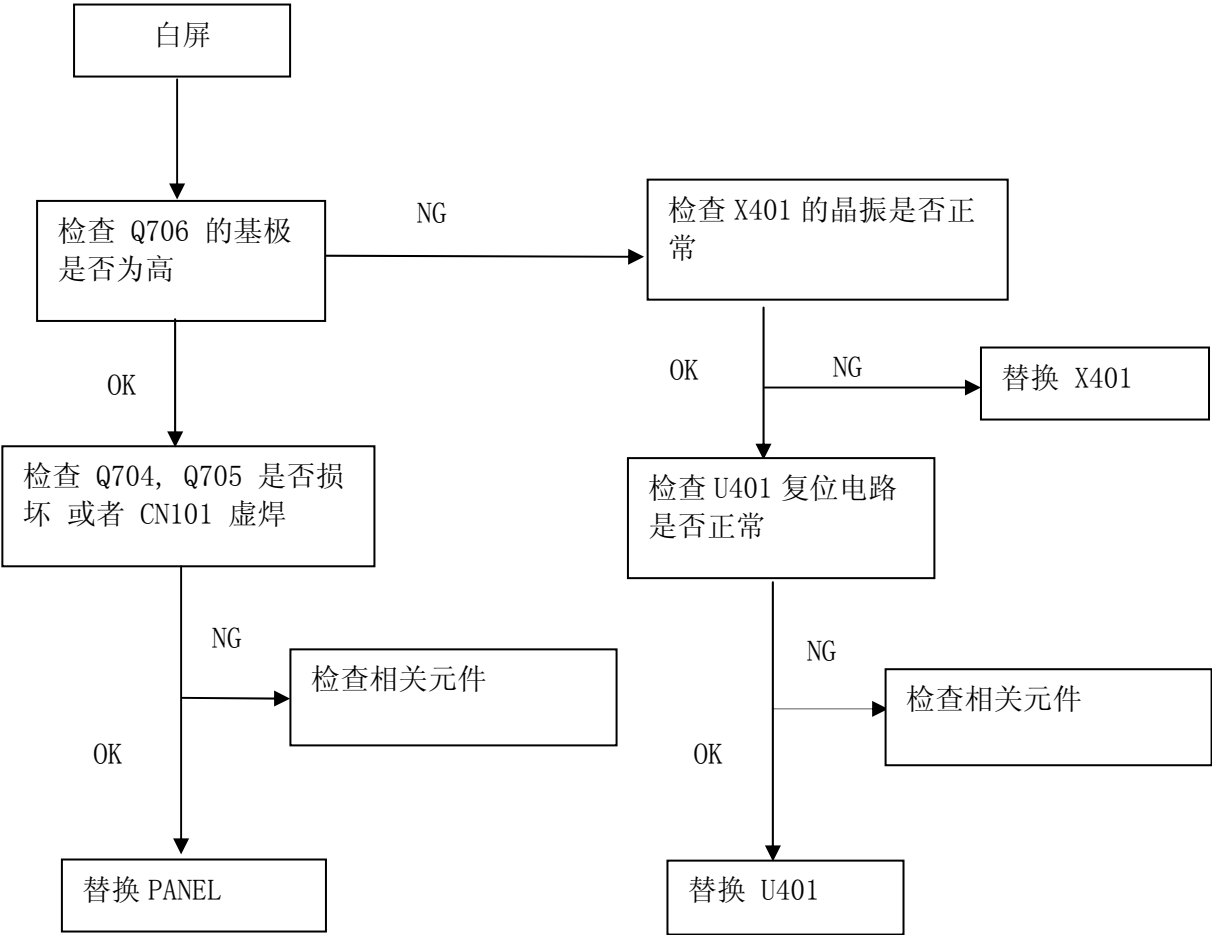 白屏
检查 Q706 的基极
是否为高
NG
检查 X401 的晶振是否正
常
OK
OK
NG
替换 X401
检查 Q704, Q705 是否损
坏 或者 CN101 虚焊
检查 U401 复位电路
是否正常
NG
检查相关元件
NG
检查相关元件
OK
OK
替换 PANEL
替换 U401